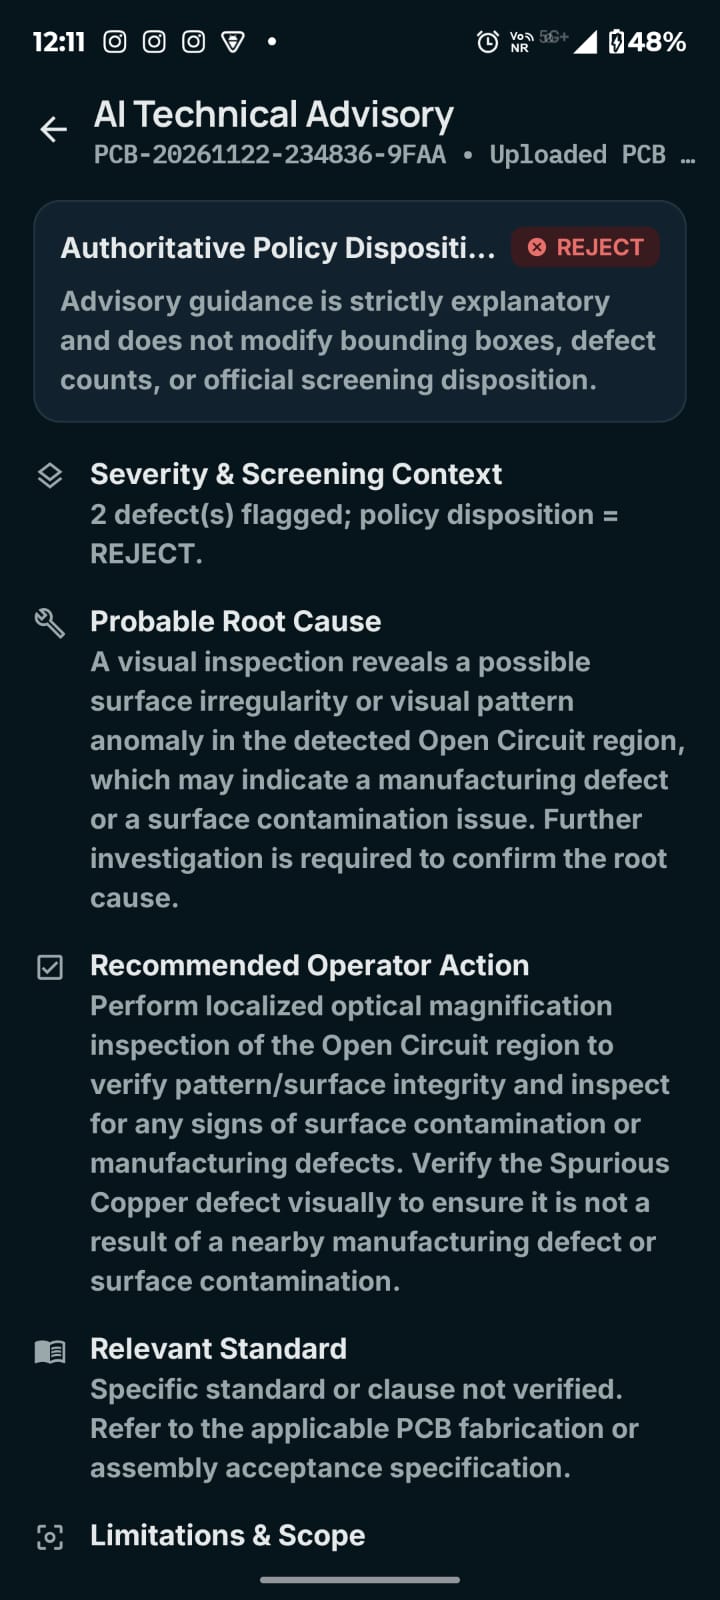 12:11
Vo NR 5G+ 48%
AI Technical Advisory
PCB-20261122-234836-9FAA • Uploaded PCB …
Authoritative Policy Dispositi... REJECT
Advisory guidance is strictly explanatory
and does not modify bounding boxes, defect
counts, or official screening disposition.
Severity & Screening Context
2 defect(s) flagged; policy disposition =
REJECT.
Probable Root Cause
A visual inspection reveals a possible
surface irregularity or visual pattern
anomaly in the detected Open Circuit region,
which may indicate a manufacturing defect
or a surface contamination issue. Further
investigation is required to confirm the root
cause.
Recommended Operator Action
Perform localized optical magnification
inspection of the Open Circuit region to
verify pattern/surface integrity and inspect
for any signs of surface contamination or
manufacturing defects. Verify the Spurious
Copper defect visually to ensure it is not a
result of a nearby manufacturing defect or
surface contamination.
Relevant Standard
Specific standard or clause not verified.
Refer to the applicable PCB fabrication or
assembly acceptance specification.
Limitations & Scope